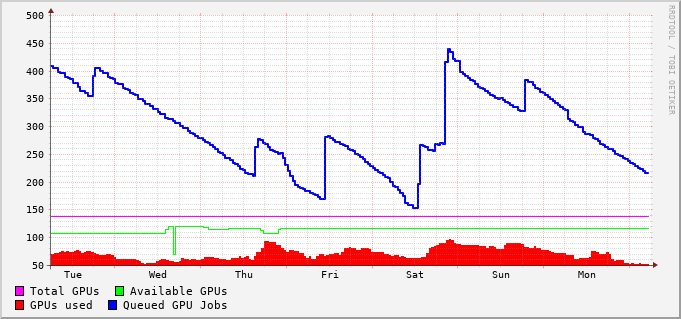 500
450
400
350
300
250
200
150
100
50
Tue Wed Thu Fri Sat Sun Mon
Total GPUs Available GPUs
GPUs used Queued GPU Jobs
RRDTOOL / TOBI OETIKER